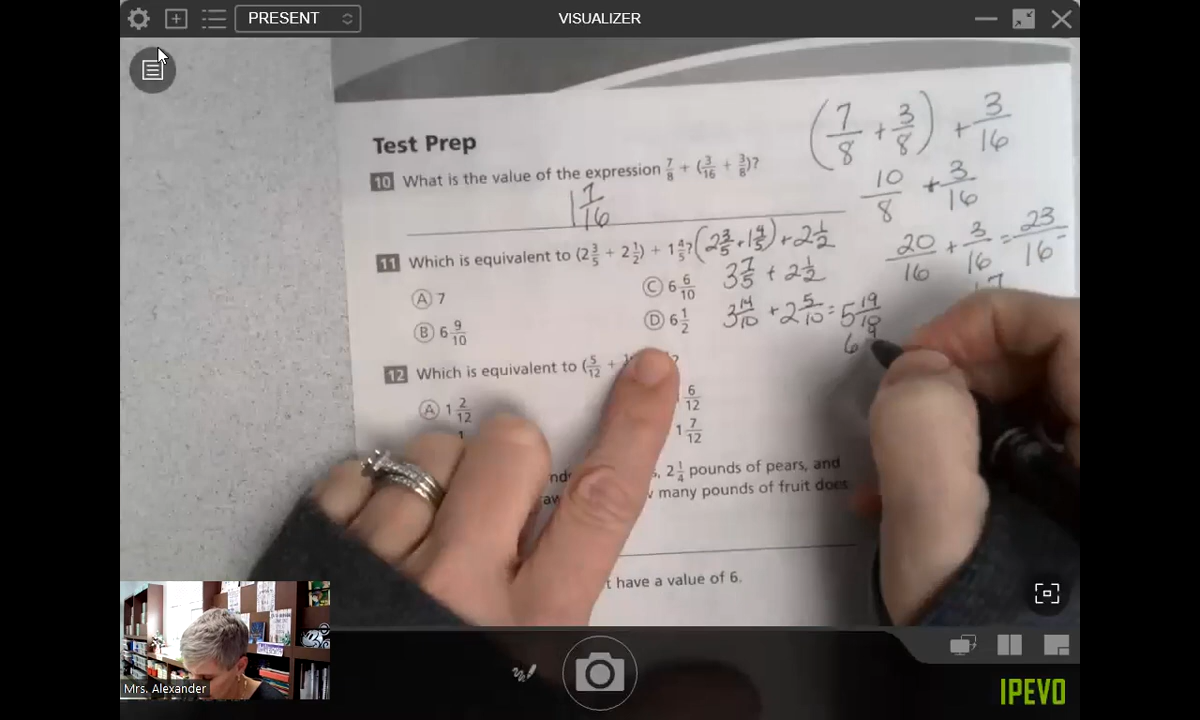 PRESENT
VISUALIZER
Test Prep
10 What is the value of the expression 7/8 + (3/16 + 3/8)?
1 7/16
(7/8 + 3/8) + 3/16
10/8 + 3/16
20/16 + 3/16 = 23/16 =
11 Which is equivalent to (2 3/5 + 2 1/2) + 1 4/5?
(2 3/5 + 1 4/5) + 2 1/2
3 7/5 + 2 1/2
3 14/10 + 2 5/10 = 5 19/10
6 9
A 7
B 6 9/10
C 6 6/10
D 6 1/2
12 Which is equivalent to (5/12 +
A 1 2/12
6/12
1 7/12
2 1/4 pounds of pears, and
many pounds of fruit does
have a value of 6.
Mrs. Alexander
IPEVO